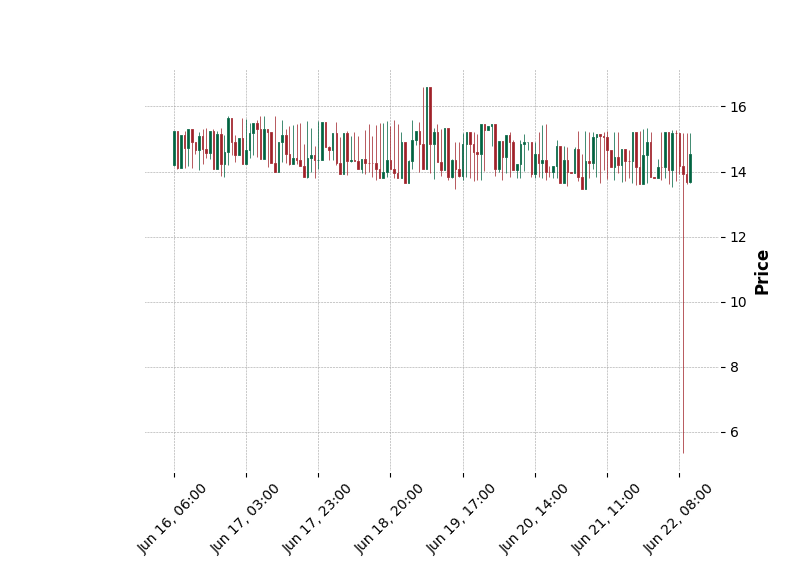 16
14
12
10
8
6
Price
Jun 16, 06:00
Jun 17, 03:00
Jun 17, 23:00
Jun 18, 20:00
Jun 19, 17:00
Jun 20, 14:00
Jun 21, 11:00
Jun 22, 08:00